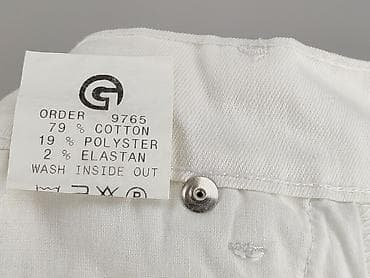 G
ORDER 9765
79 % COTTON
19 % POLYSTER
2 % ELASTAN
WASH INSIDE OUT
P